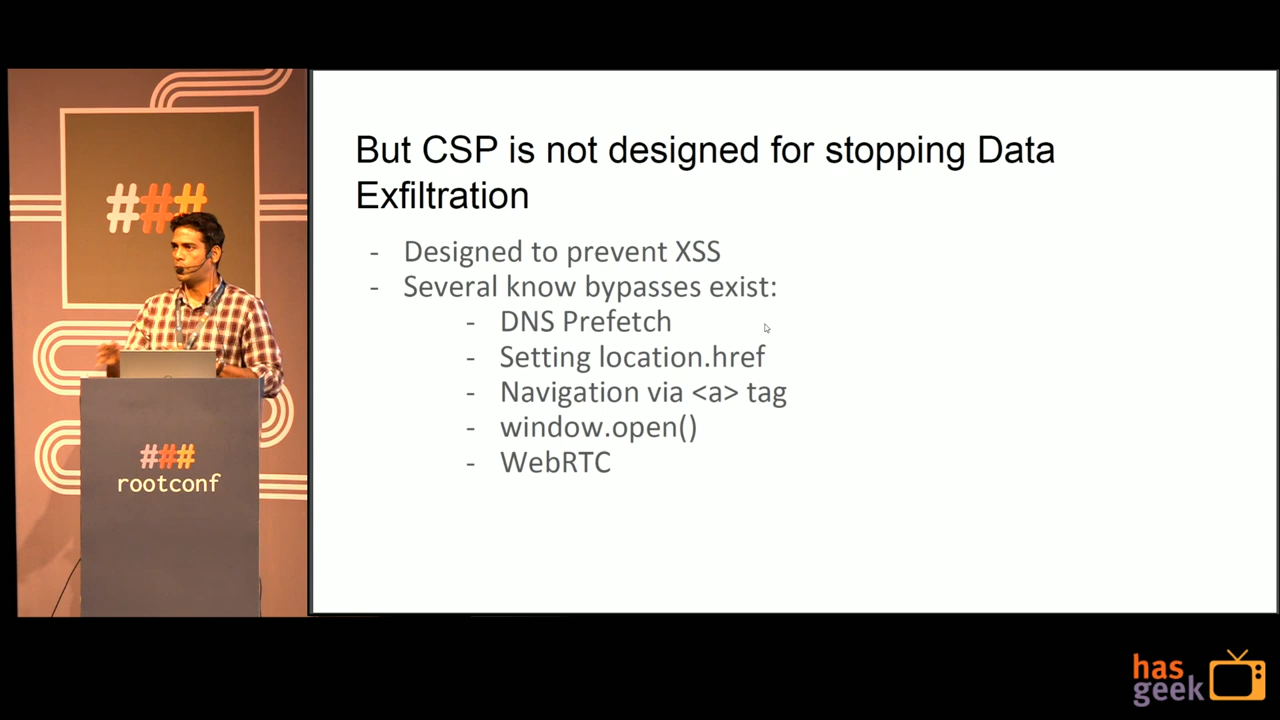 ###
###
rootconf
But CSP is not designed for stopping Data
Exfiltration
- Designed to prevent XSS
- Several know bypasses exist:
- DNS Prefetch
- Setting location.href
- Navigation via <a> tag
- window.open()
- WebRTC
has
geek